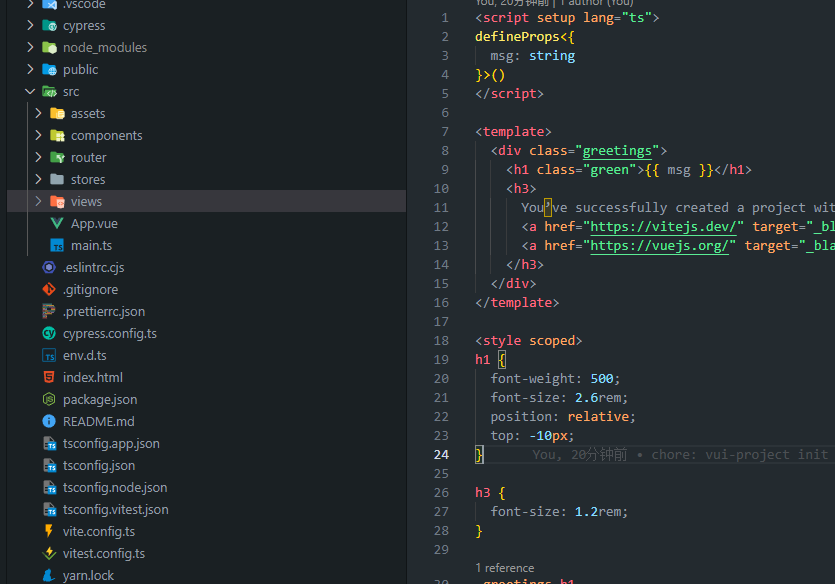 .vscode
cypress
node_modules
public
src
assets
components
router
stores
views
App.vue
main.ts
.eslintrc.cjs
.gitignore
.prettierrc.json
cypress.config.ts
env.d.ts
index.html
package.json
README.md
tsconfig.app.json
tsconfig.json
tsconfig.node.json
tsconfig.vitest.json
vite.config.ts
vitest.config.ts
yarn.lock
You, 20分钟前 | 1 author (You)
1 <script setup lang="ts">
2 defineProps<{
3 msg: string
4 }>()
5 </script>
6
7 <template>
8 <div class="greetings">
9 <h1 class="green">{{ msg }}</h1>
10 <h3>
11 You’ve successfully created a project wit
12 <a href="https://vitejs.dev/" target="_bl
13 <a href="https://vuejs.org/" target="_bla
14 </h3>
15 </div>
16 </template>
17
18 <style scoped>
19 h1 {
20 font-weight: 500;
21 font-size: 2.6rem;
22 position: relative;
23 top: -10px;
24 } You, 20分钟前 • chore: vui-project init
25
26 h3 {
27 font-size: 1.2rem;
28 }
29
1 reference
30 .greetings h1